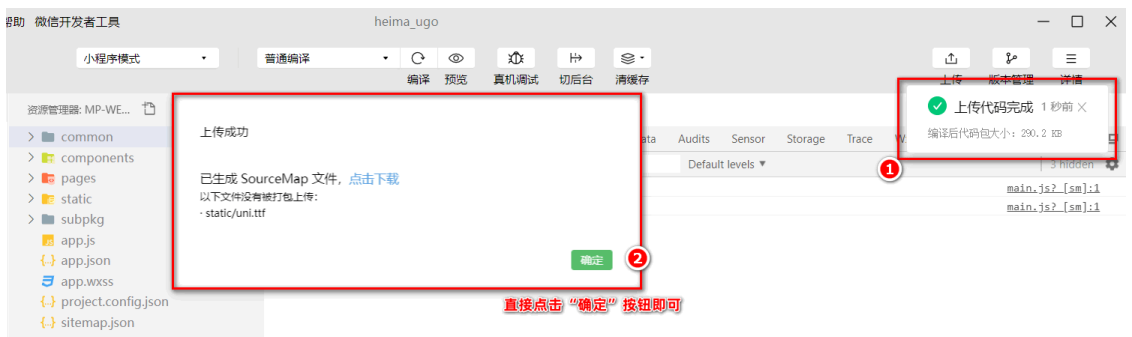 帮助 微信开发者工具 heima_ugo
小程序模式 普通编译
编译 预览 真机调试 切后台 清缓存 上传 版本管理 详情
资源管理器: MP-WE...
上传代码完成 1 秒前
编译后代码包大小: 290.2 KB
common
components
pages
static
subpkg
app.js
app.json
app.wxss
project.config.json
sitemap.json
上传成功
已生成 SourceMap 文件，点击下载
以下文件没有被打包上传:
· static/uni.ttf
确定
Audits Sensor Storage Trace
Default levels ▼ 3 hidden
main.js? [sm]:1
main.js? [sm]:1
1
2
直接点击“确定”按钮即可